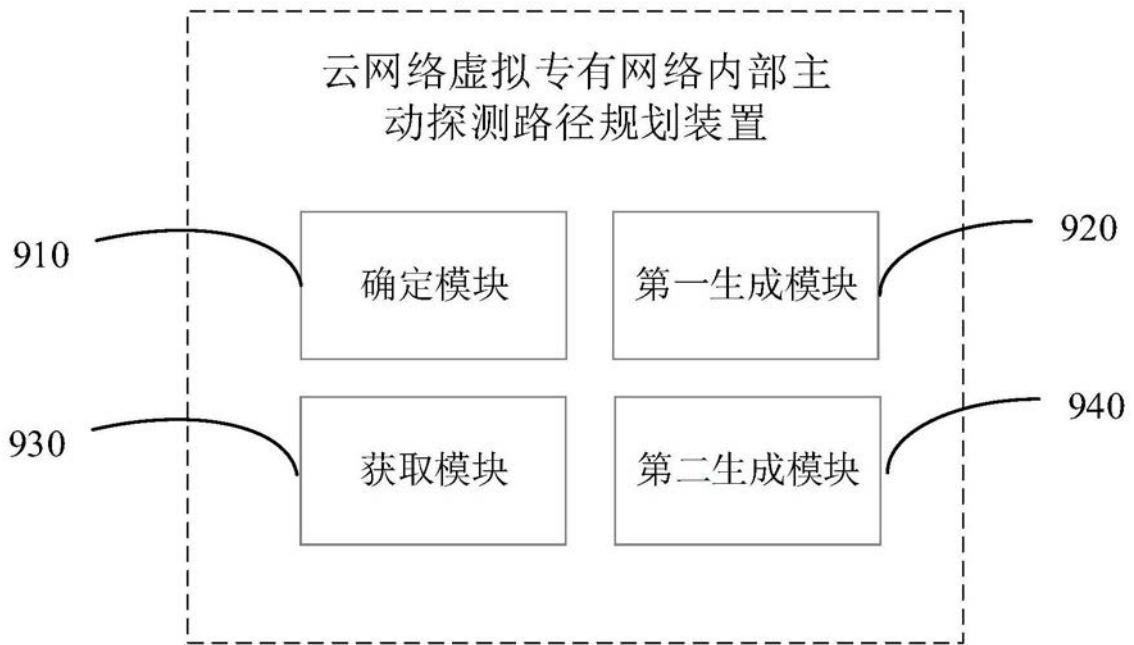 云网络虚拟专有网络内部主
动探测路径规划装置
910
确定模块
第一生成模块
920
930
获取模块
第二生成模块
940